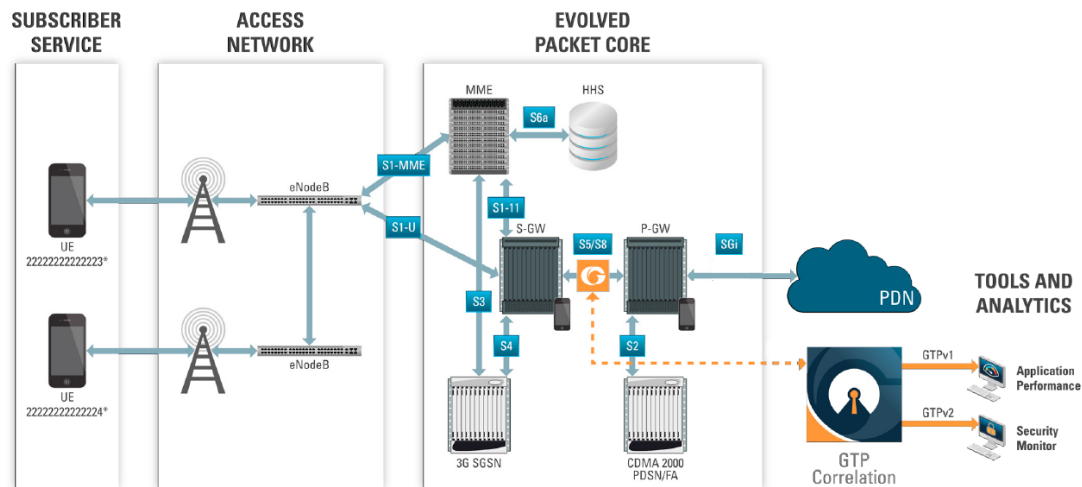 SUBSCRIBER
SERVICE
ACCESS
NETWORK
EVOLVED
PACKET CORE
MME
HHS
S6a
S1-MME
eNodeB
S1-11
S1-U
S-GW
P-GW
UE
22222222222223*
S5/S8
SGi
PDN
TOOLS AND
ANALYTICS
S3
S4
S2
eNodeB
UE
22222222222224*
GTPv1
Application
Performance
GTPv2
Security
Monitor
3G SGSN
CDMA 2000
PDSN/FA
GTP
Correlation